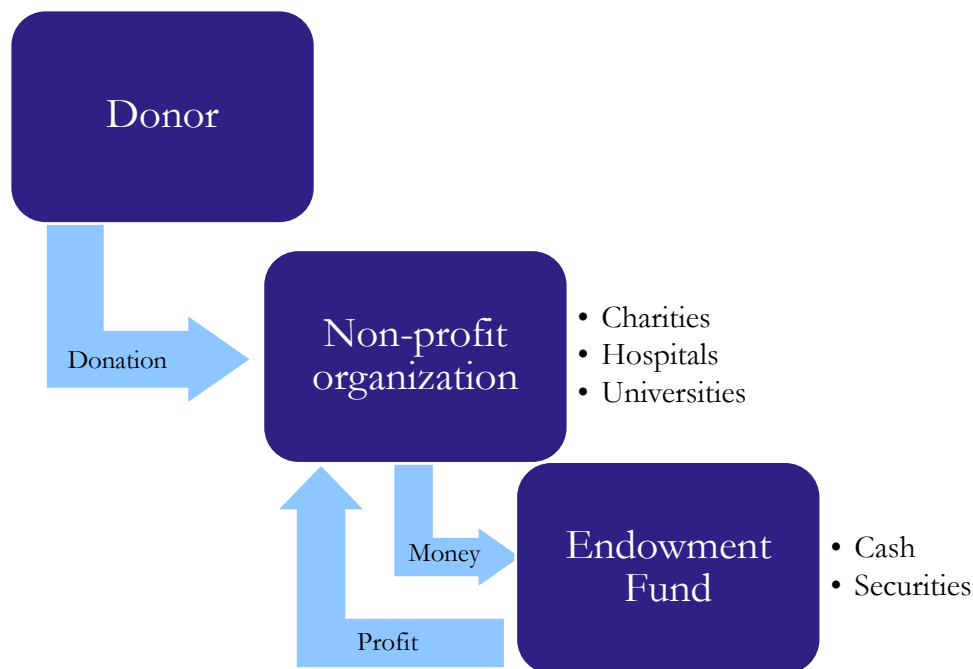 Donor
Donation
Non-profit
organization
• Charities
• Hospitals
• Universities
Money
Endowment
Fund
• Cash
• Securities
Profit